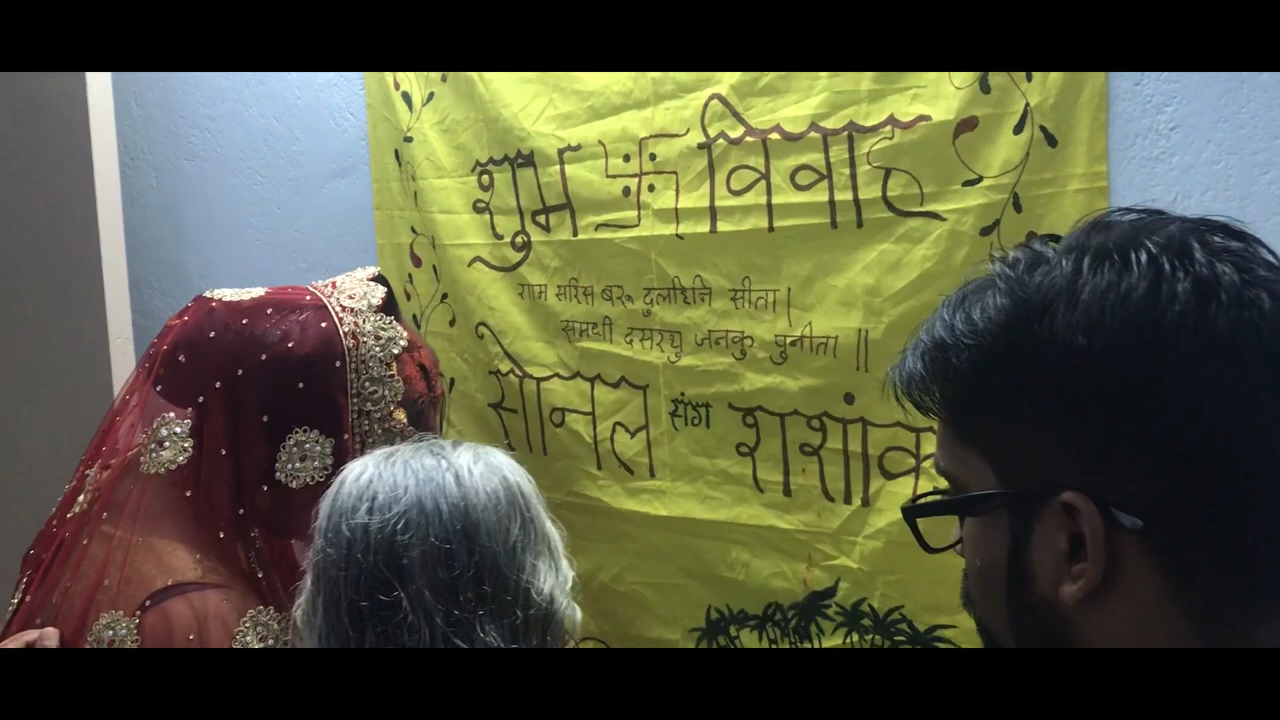 शुभ 卐 विवाह
राम सरिस बरु दुलहिनि सीता।
समधी दसरथु जनकु पुनीता ॥
सोनल संग शशांक